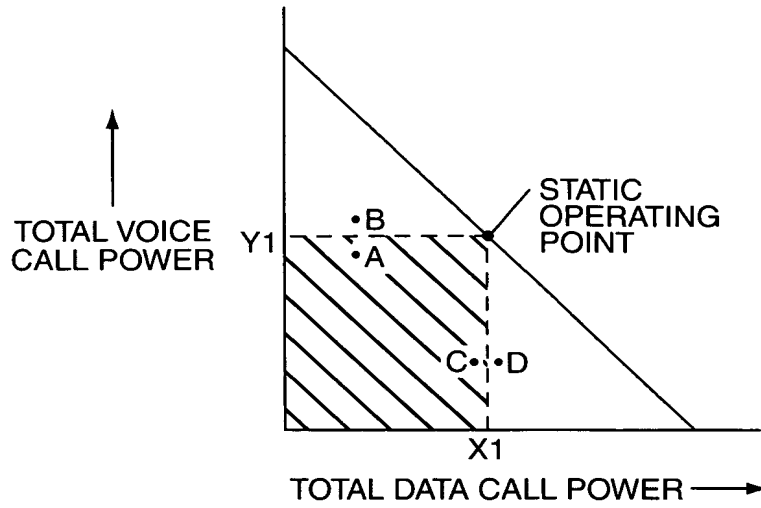 STATIC
OPERATING
POINT
TOTAL VOICE
CALL POWER
Y1
B
A
C
D
X1
TOTAL DATA CALL POWER